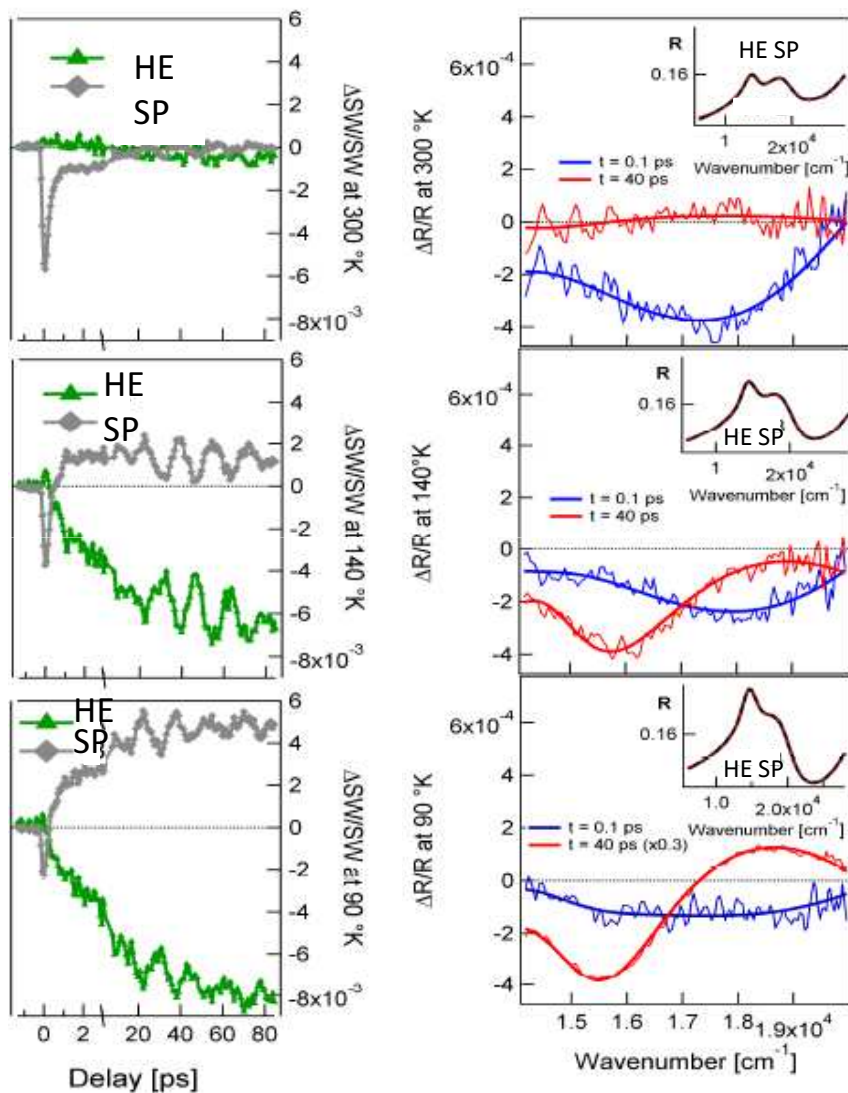 6
4
2
0
-2
-4
-6
-8x10⁻³
HE
SP
ΔSW/SW at 300 °K
6x10⁻⁴
4
2
0
-2
-4
ΔR/R at 300 °K
t = 0.1 ps
t = 40 ps
R
0.16
HE SP
1
2x10⁴
Wavenumber [cm⁻¹]
6
4
2
0
-2
-4
-6
-8x10⁻³
HE
SP
ΔSW/SW at 140 °K
6x10⁻⁴
4
2
0
-2
-4
ΔR/R at 140°K
t = 0.1 ps
t = 40 ps
R
0.16
HE SP
1
2x10⁴
Wavenumber [cm⁻¹]
6
4
2
0
-2
-4
-6
-8x10⁻³
HE
SP
ΔSW/SW at 90 °K
0
2
20
40
60
80
Delay [ps]
6x10⁻⁴
4
2
0
-2
-4
ΔR/R at 90 °K
t = 0.1 ps
t = 40 ps (x0.3)
R
0.16
HE SP
1.0
2.0x10⁴
Wavenumber [cm⁻¹]
1.5
1.6
1.7
1.8
1.9x10⁴
Wavenumber [cm⁻¹]